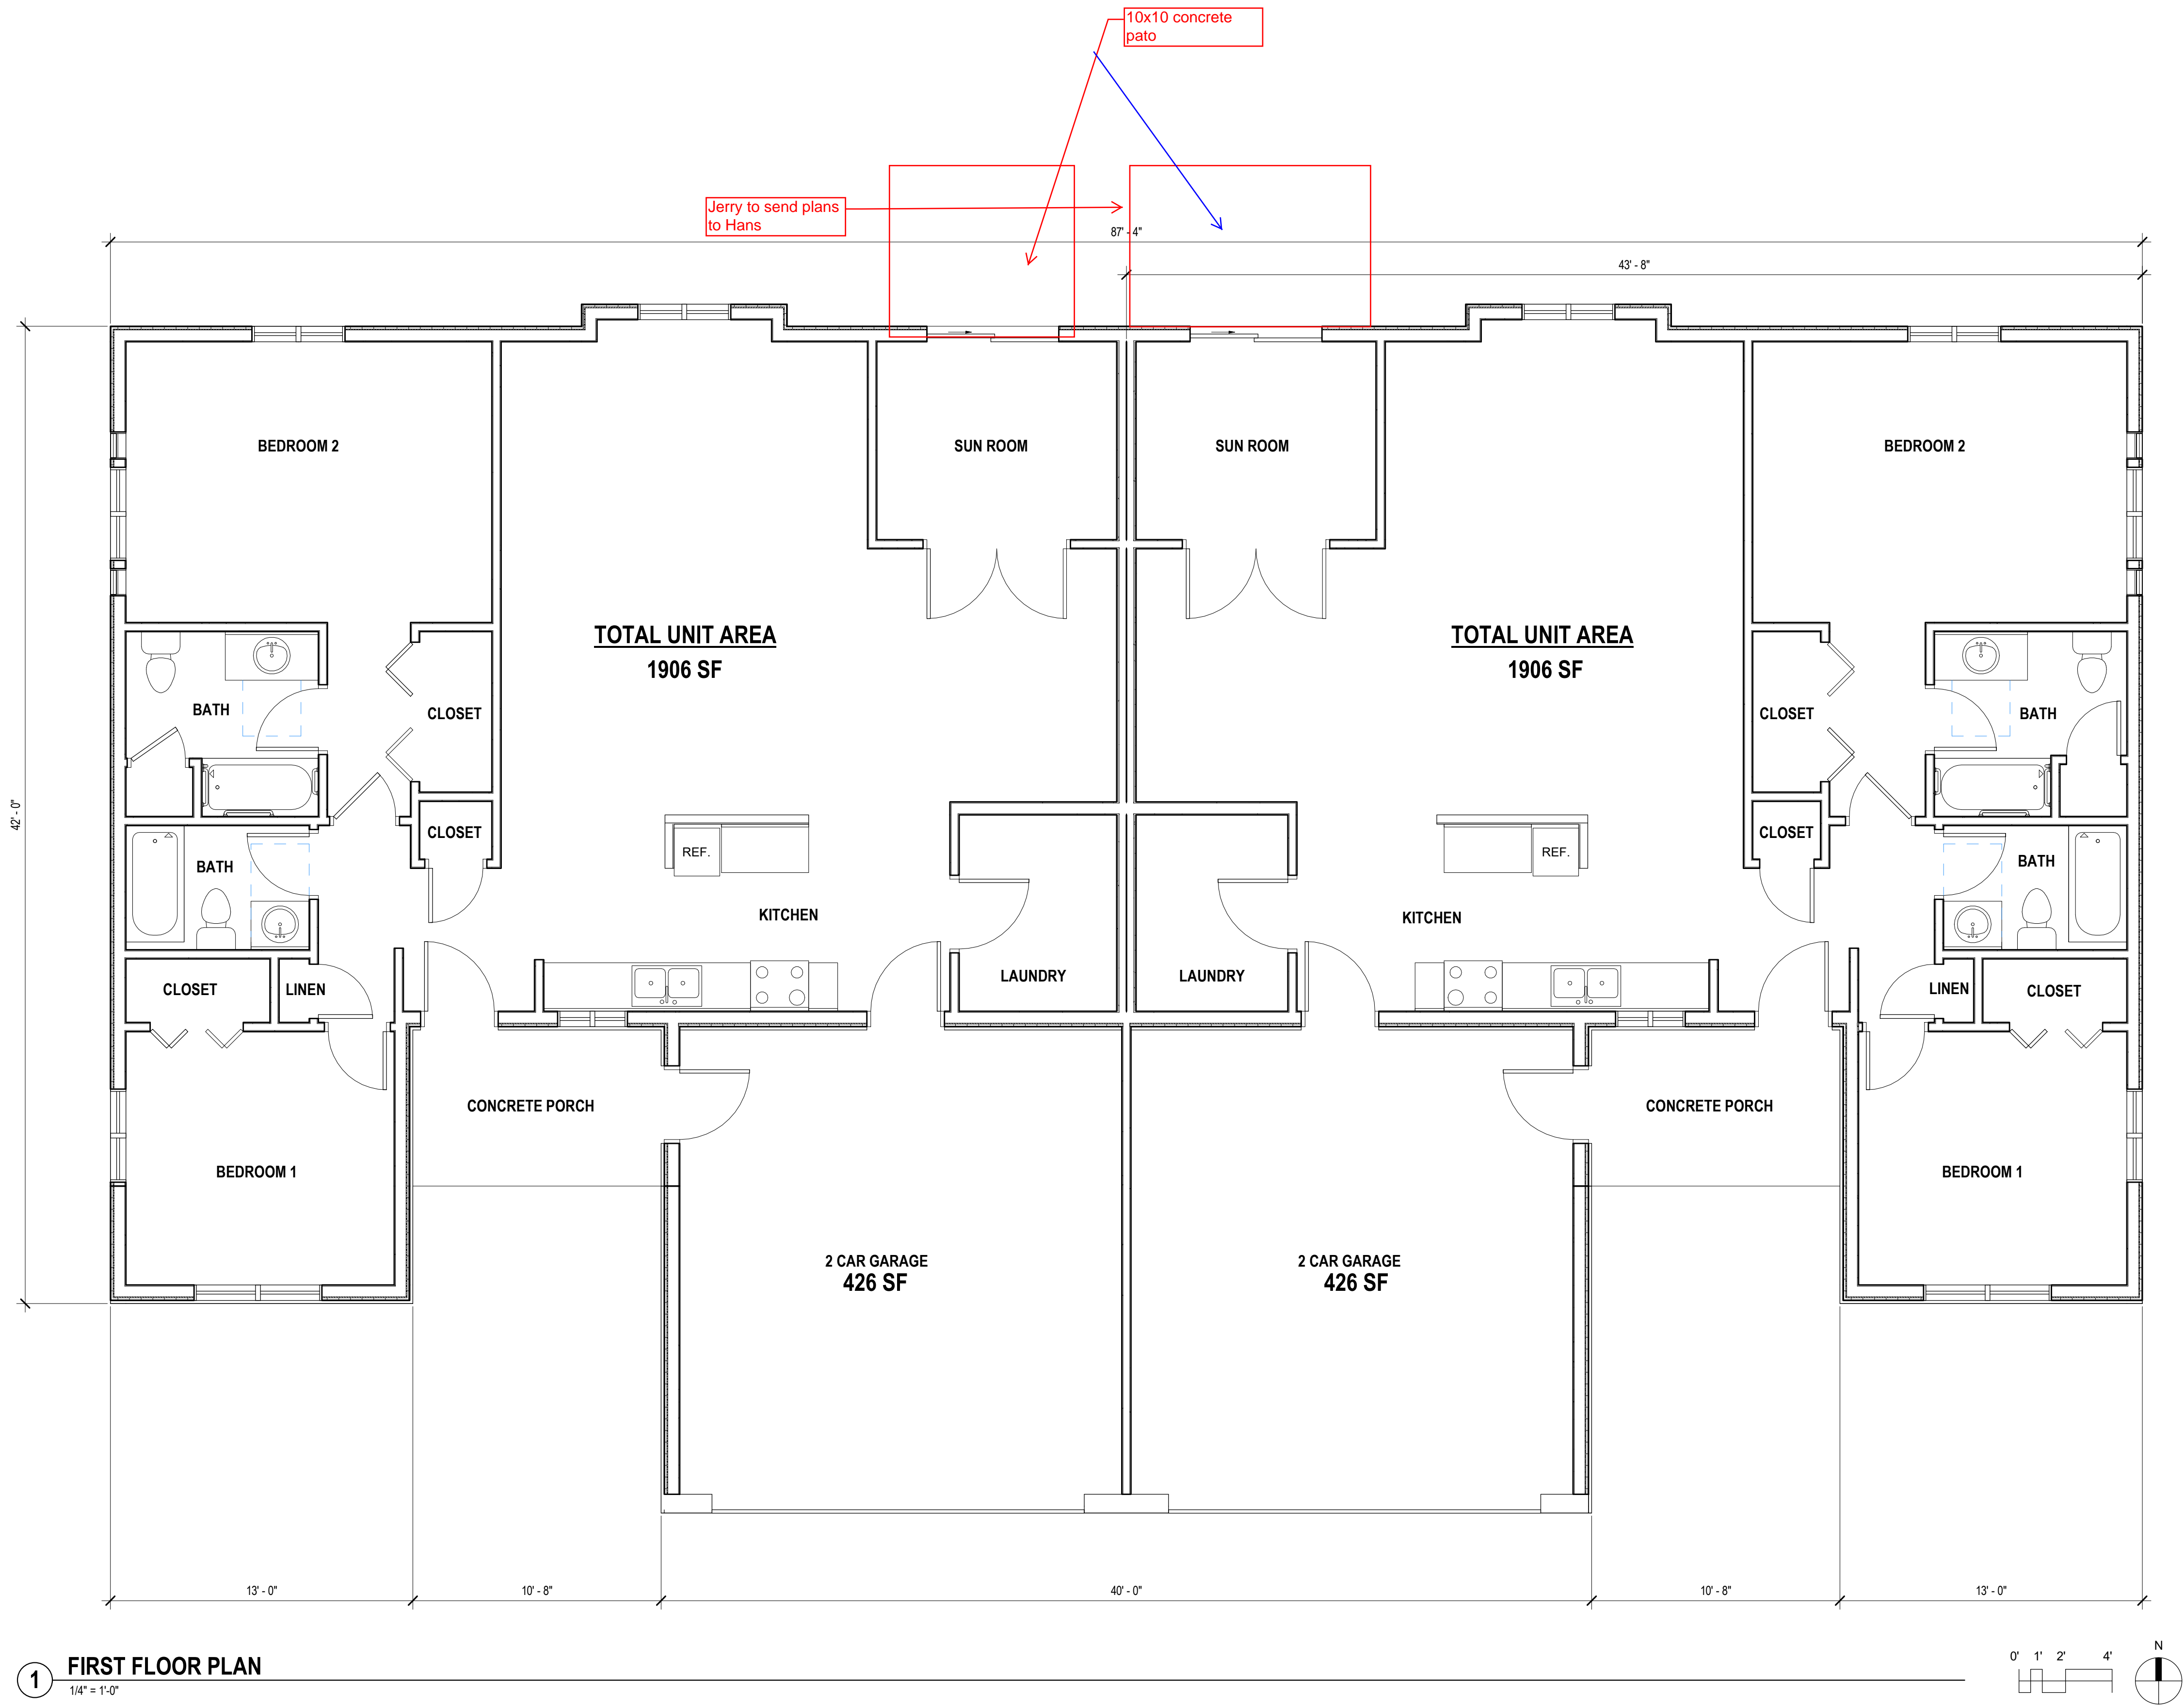 10x10 concrete
pato
Jerry to send plans
to Hans
87' - 4"
43' - 8"
BEDROOM 2
SUN ROOM
SUN ROOM
BEDROOM 2
TOTAL UNIT AREA
1906 SF
TOTAL UNIT AREA
1906 SF
BATH
CLOSET
CLOSET
BATH
42' - 0"
CLOSET
CLOSET
REF.
REF.
BATH
BATH
KITCHEN
KITCHEN
LAUNDRY
LAUNDRY
CLOSET
LINEN
LINEN
CLOSET
CONCRETE PORCH
CONCRETE PORCH
BEDROOM 1
BEDROOM 1
2 CAR GARAGE
426 SF
2 CAR GARAGE
426 SF
13' - 0"
10' - 8"
40' - 0"
10' - 8"
13' - 0"
1
FIRST FLOOR PLAN
1/4" = 1'-0"
0' 1' 2' 4'
N